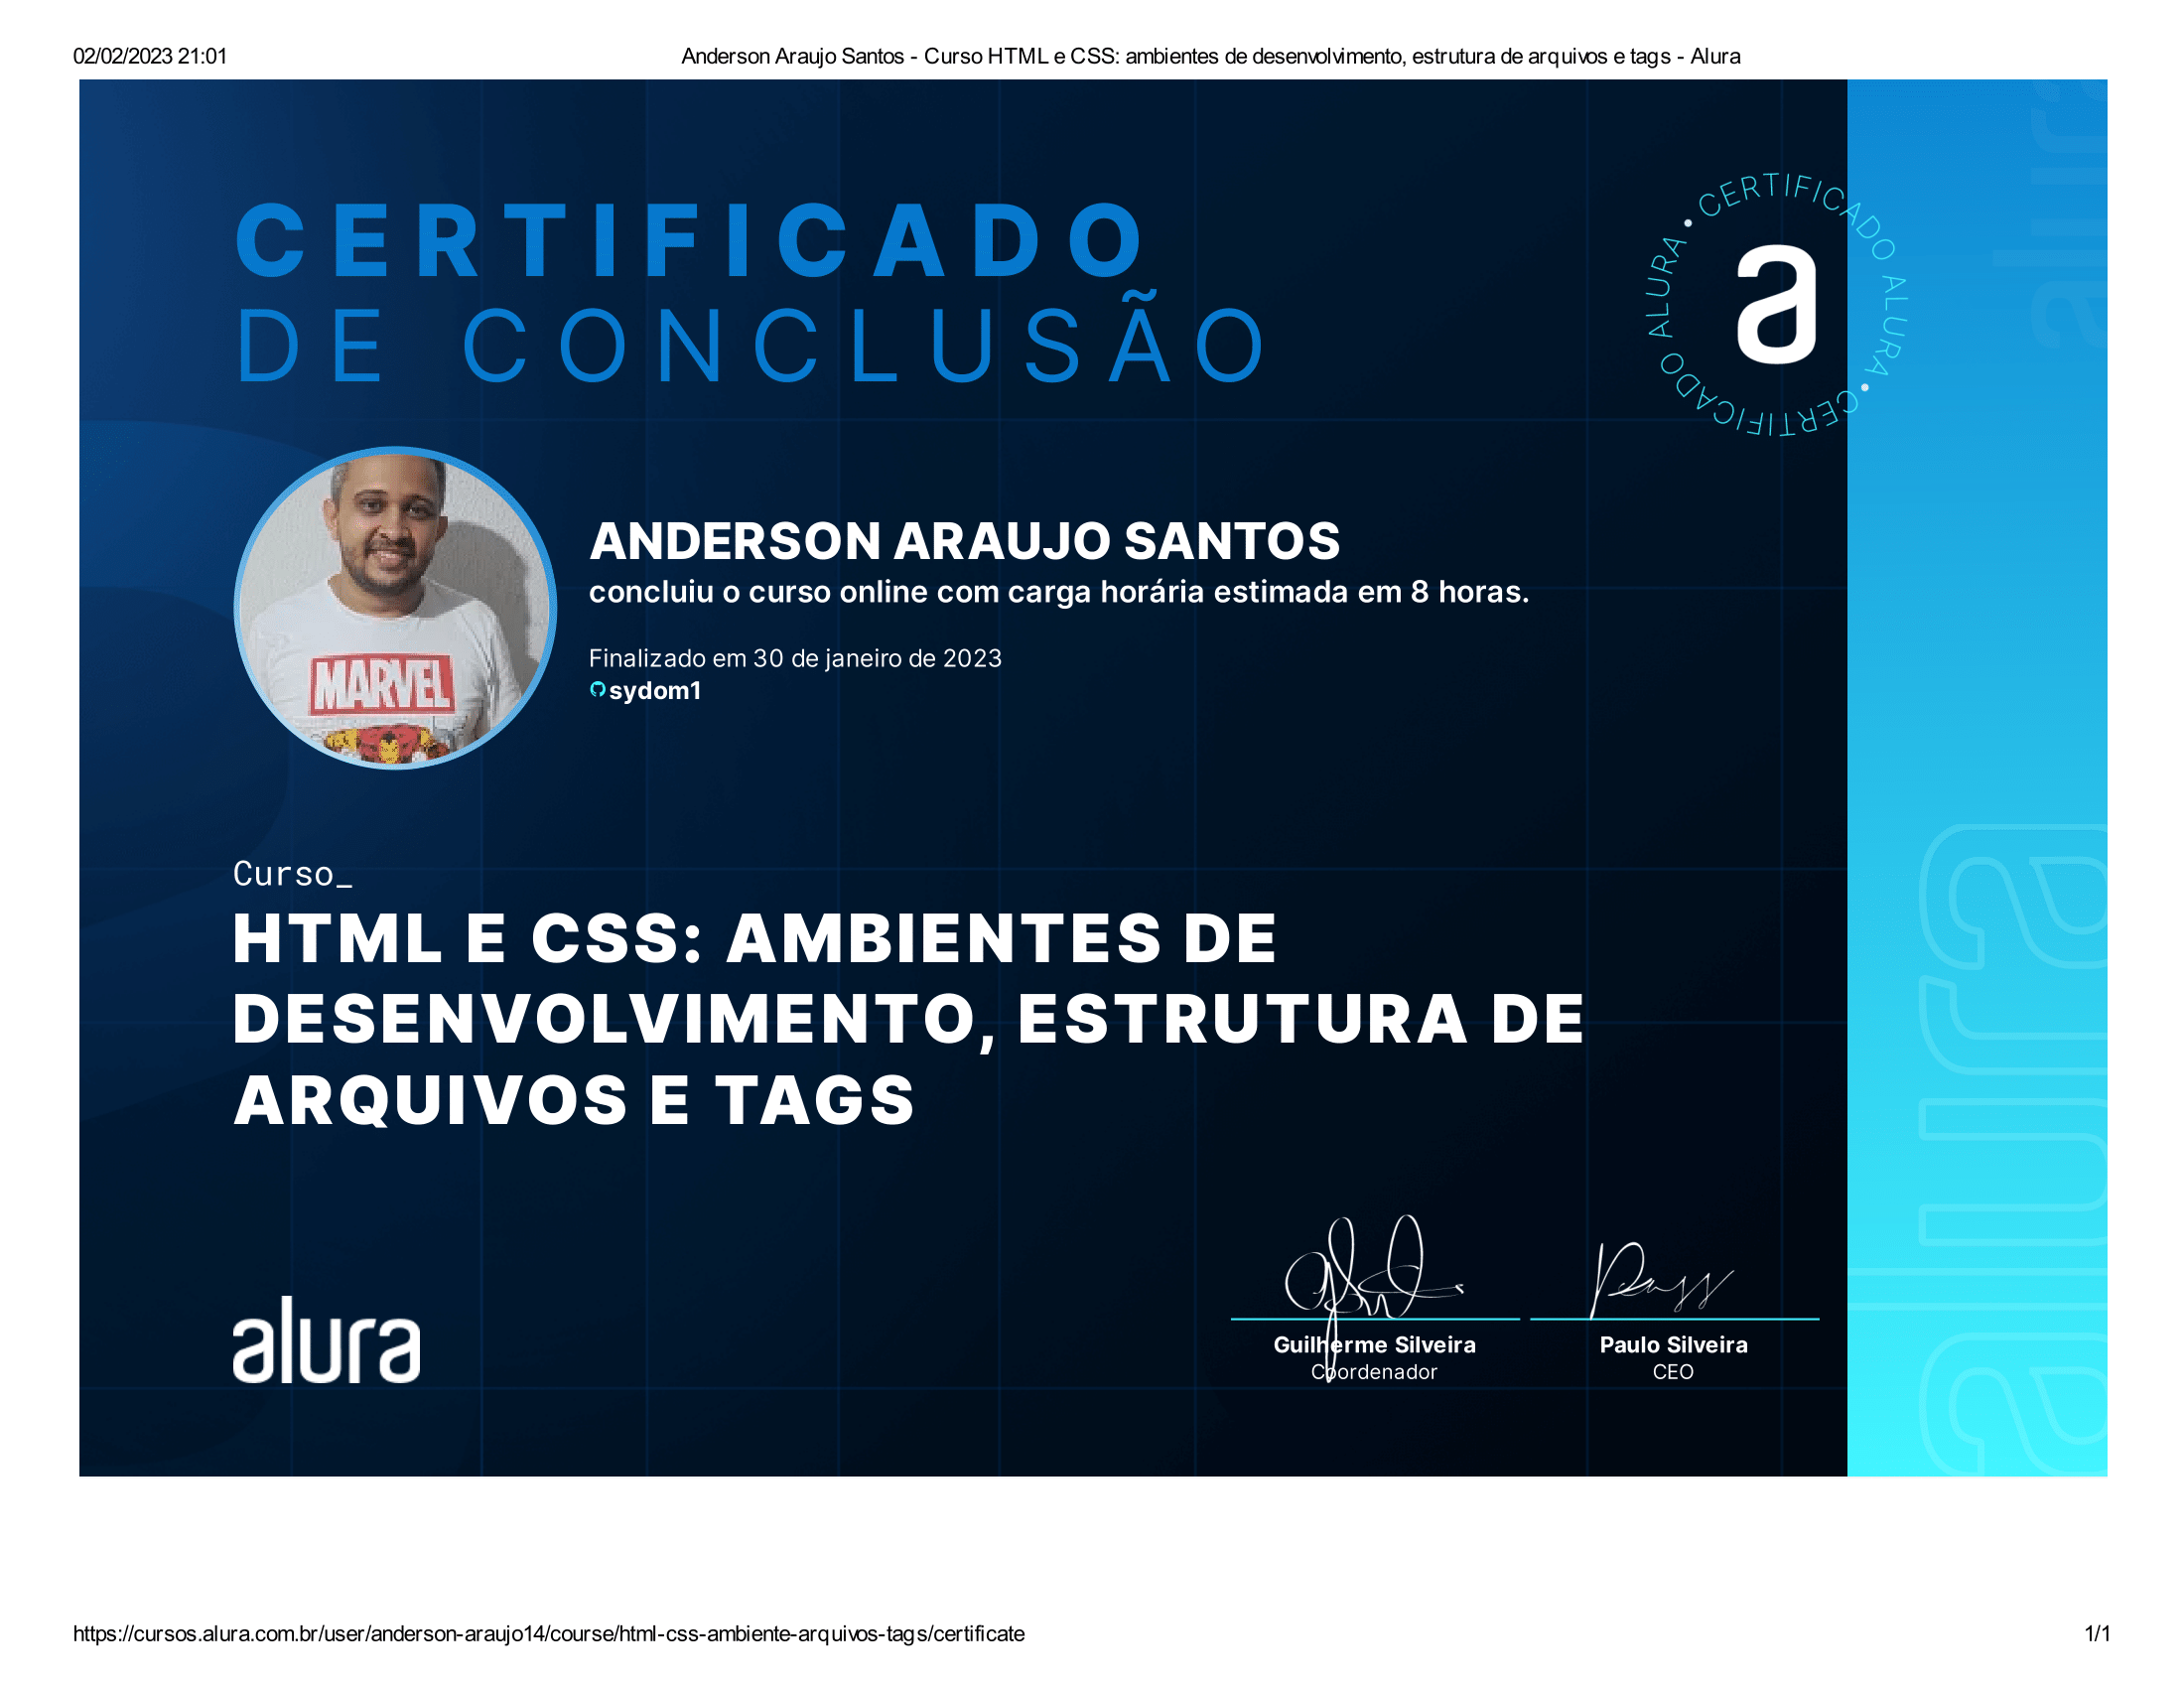 02/02/2023 21:01
Anderson Araujo Santos - Curso HTML e CSS: ambientes de desenvolvimento, estrutura de arquivos e tags - Alura
CERTIFICADO
DE CONCLUSÃO
• CERTIFICADO ALURA • CERTIFICADO ALURA
a
alura
MARVEL
ANDERSON ARAUJO SANTOS
concluiu o curso online com carga horária estimada em 8 horas.
Finalizado em 30 de janeiro de 2023
sydom1
Curso_
HTML E CSS: AMBIENTES DE
DESENVOLVIMENTO, ESTRUTURA DE
ARQUIVOS E TAGS
alura
alura
Guilherme Silveira
Coordenador
Paulo Silveira
CEO
https://cursos.alura.com.br/user/anderson-araujo14/course/html-css-ambiente-arquivos-tags/certificate
1/1